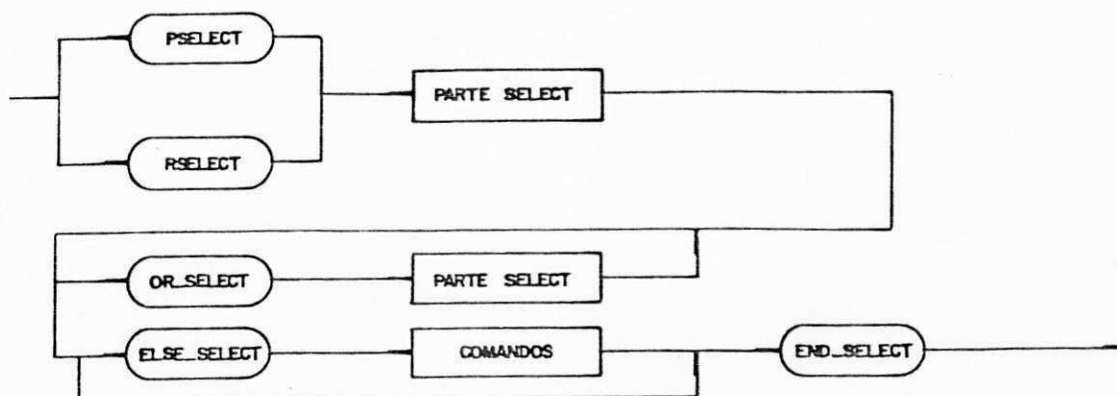 PSELECT
PARTE SELECT
RSELECT
OR_SELECT
PARTE SELECT
ELSE_SELECT
COMANDOS
END_SELECT